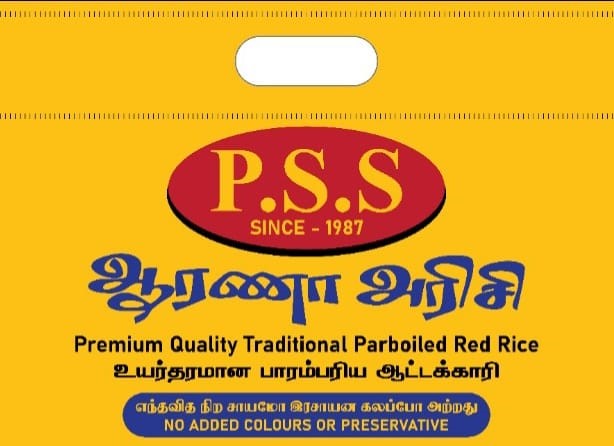 P.S.S
SINCE - 1987
ஆரணா அரிசி
Premium Quality Traditional Parboiled Red Rice
உயர்தரமான பாரம்பரிய ஆட்டக்காரி
எந்தவித நிற சாயமோ இரசாயன கலப்போ அற்றது
NO ADDED COLOURS OR PRESERVATIVE